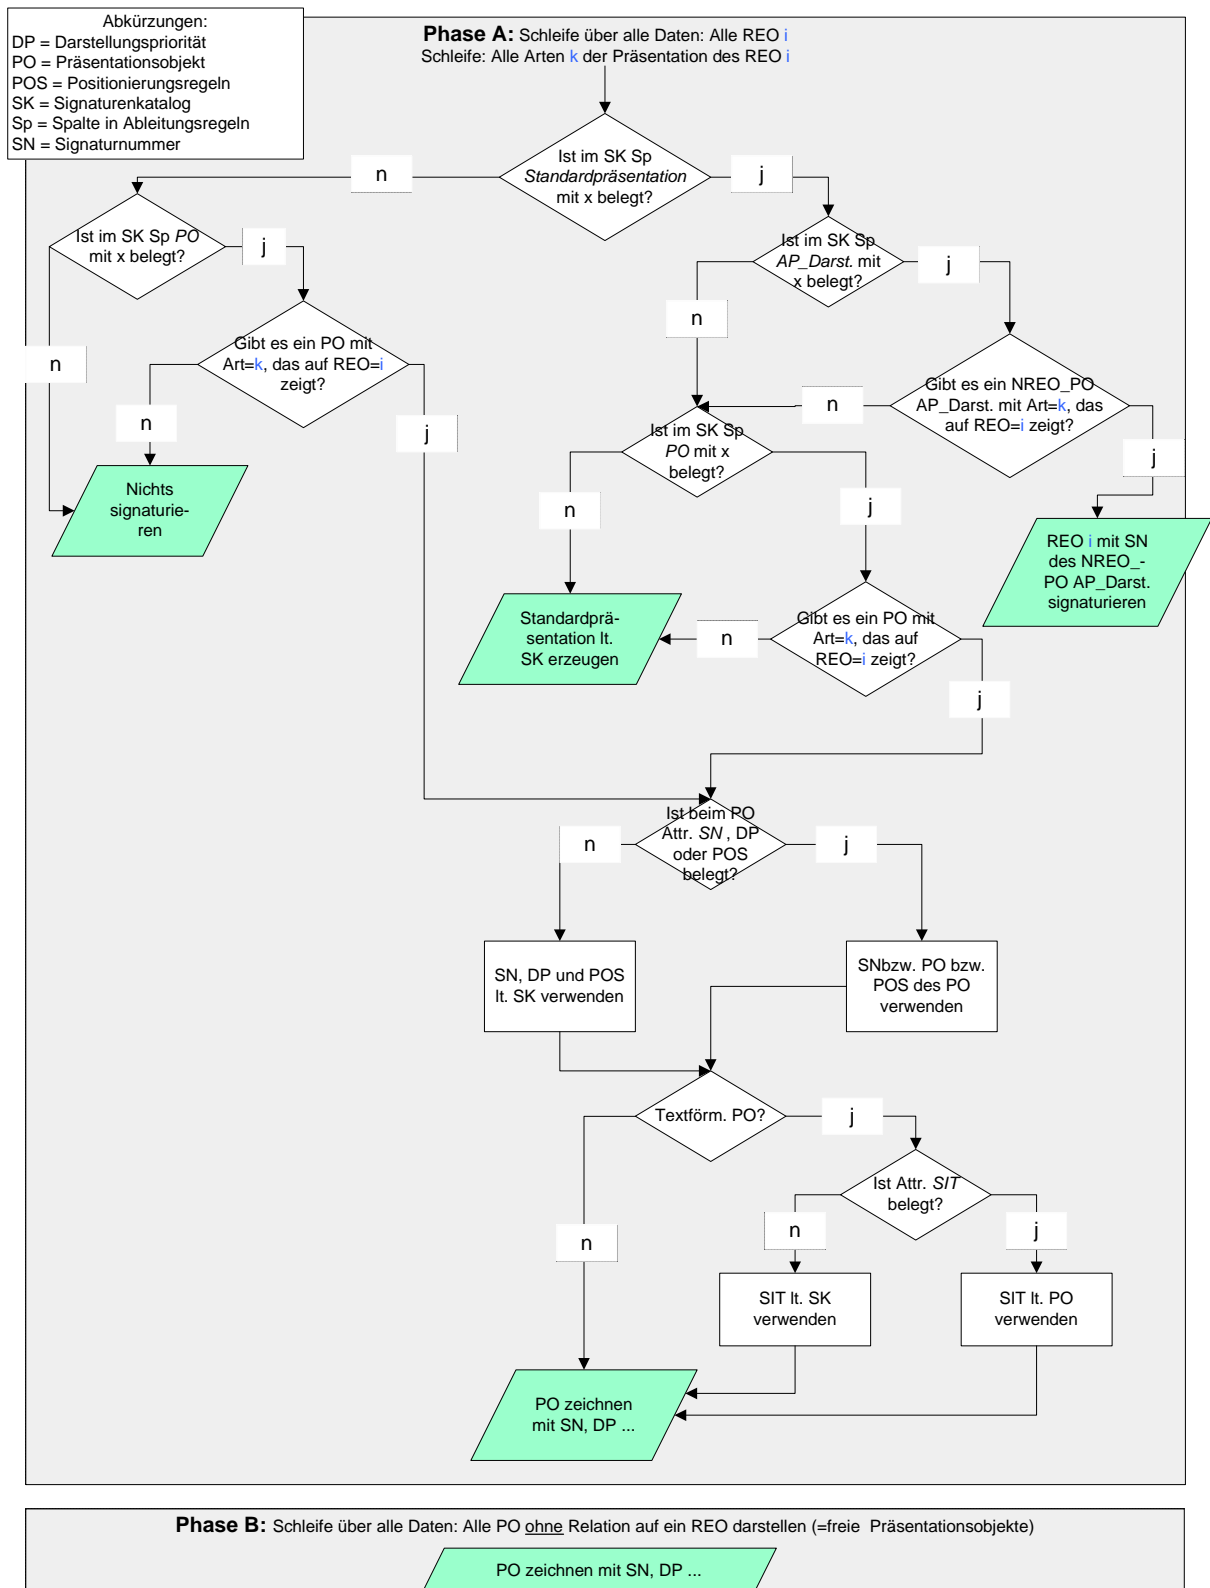 Abkürzungen:
DP = Darstellungspriorität
PO = Präsentationsobjekt
POS = Positionierungsregeln
SK = Signaturenkatalog
Sp = Spalte in Ableitungsregeln
SN = Signaturnummer
Phase A: Schleife über alle Daten: Alle REO i
Schleife: Alle Arten k der Präsentation des REO i
Ist im SK Sp
Standardpräsentation
mit x belegt?
n
j
Ist im SK Sp PO
mit x belegt?
j
n
Gibt es ein PO mit
Art=k, das auf REO=i
zeigt?
n
j
Nichts
signaturie-
ren
Ist im SK Sp
AP_Darst. mit
x belegt?
n
j
Gibt es ein NREO_PO
AP_Darst. mit Art=k, das
auf REO=i zeigt?
n
j
REO i mit SN
des NREO_-
PO AP_Darst.
signaturieren
Ist im SK Sp
PO mit x
belegt?
n
j
Standardprä-
sentation lt.
SK erzeugen
Gibt es ein PO mit
Art=k, das auf
REO=i zeigt?
n
j
Ist beim PO
Attr. SN , DP
oder POS
belegt?
n
j
SN, DP und POS
lt. SK verwenden
SNbzw. PO bzw.
POS des PO
verwenden
Textförm. PO?
n
j
Ist Attr. SIT
belegt?
n
j
SIT lt. SK
verwenden
SIT lt. PO
verwenden
PO zeichnen
mit SN, DP ...
Phase B: Schleife über alle Daten: Alle PO ohne Relation auf ein REO darstellen (=freie Präsentationsobjekte)
PO zeichnen mit SN, DP ...